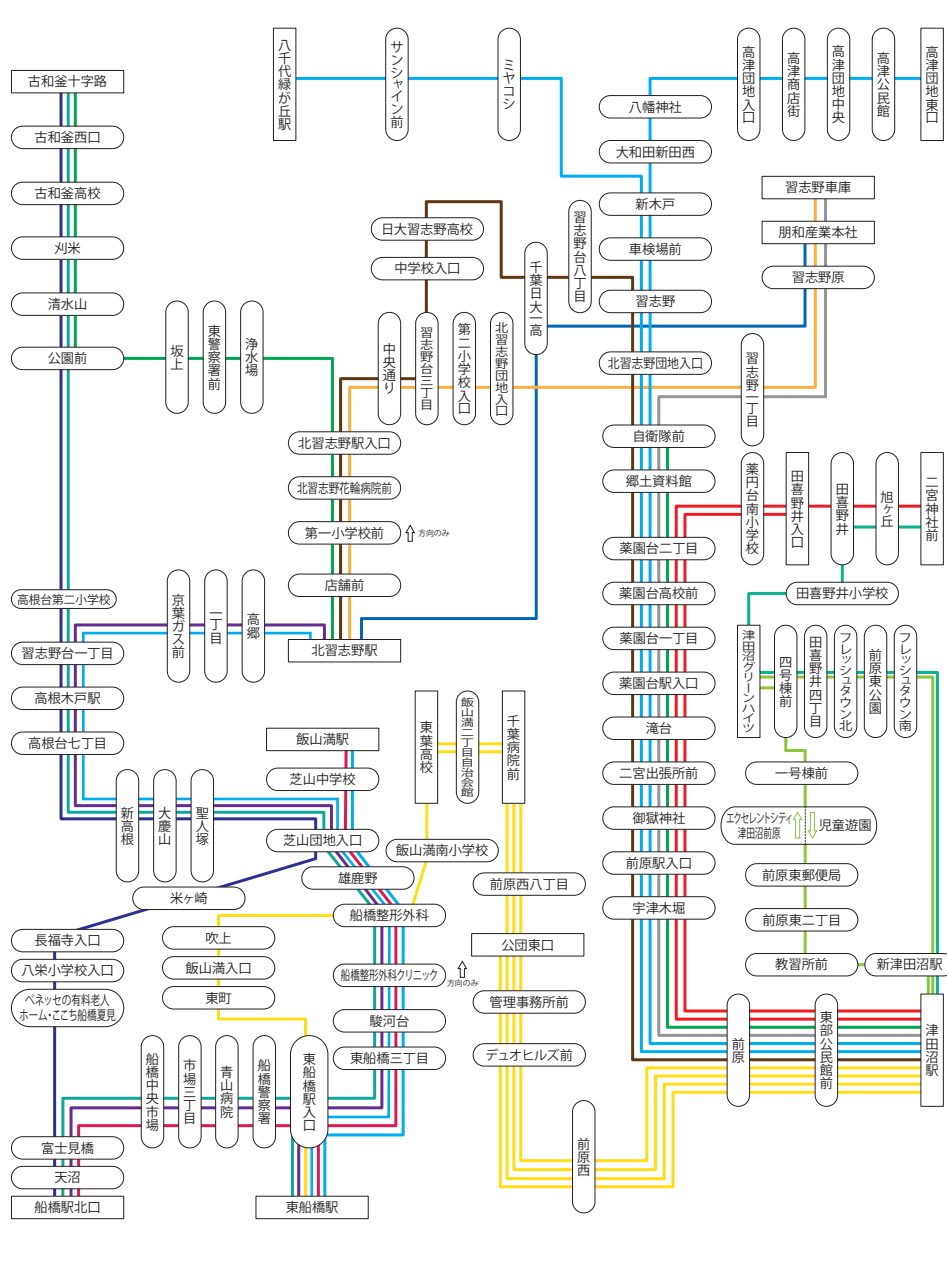 八千代緑が丘駅
サンシャイン前
ミヤコシ
高津団地入口
高津商店街
高津団地中央
高津公民館
高津団地東口
古和釜十字路
古和釜西口
古和釜高校
刈米
清水山
公園前
八幡神社
大和田新田西
新木戸
車検場前
習志野
北習志野団地入口
習志野車庫
朋和産業本社
習志野原
日大習志野高校
中学校入口
習志野台八丁目
千葉日大一高
坂上
東警察署前
浄水場
中央通り
習志野台三丁目
第二小学校入口
北習志野団地入口
習志野一丁目
北習志野駅入口
北習志野花輪病院前
第一小学校前
方向のみ
店舗前
北習志野駅
自衛隊前
郷土資料館
薬園台二丁目
薬園台高校前
薬園台一丁目
薬園台駅入口
滝台
二宮出張所前
御嶽神社
前原駅入口
宇津木堀
薬円台南小学校
田喜野井入口
田喜野井
旭ヶ丘
二宮神社前
田喜野井小学校
高根台第二小学校
習志野台一丁目
高根木戸駅
高根台七丁目
京葉ガス前
一丁目
高郷
津田沼グリーンハイツ
四号棟前
田喜野井四丁目
フレッシュタウン北
前原東公園
フレッシュタウン南
一号棟前
エクセレントシティ
津田沼前原
児童遊園
前原東郵便局
前原東二丁目
教習所前
新津田沼駅
飯山満駅
芝山中学校
芝山団地入口
雄鹿野
船橋整形外科
船橋整形外科クリニック
方向のみ
駿河台
東船橋三丁目
東葉高校
飯山満二丁目自治会館
千葉病院前
飯山満南小学校
前原西八丁目
公団東口
管理事務所前
デュオヒルズ前
新高根
大慶山
聖人塚
米ヶ崎
長福寺入口
八栄小学校入口
ベネッセの有料老人
ホーム・ここち船橋夏見
吹上
飯山満入口
東町
船橋中央市場
市場三丁目
青山病院
船橋警察署
東船橋駅入口
前原西
前原
東部公民館前
津田沼駅
富士見橋
天沼
船橋駅北口
東船橋駅